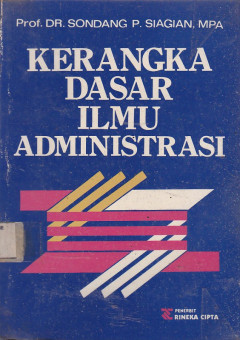 Prof. DR. SONDANG P. SIAGIAN, MPA
KERANGKA
DASAR
ILMU
ADMINISTRASI
PENERBIT
RINEKA CIPTA